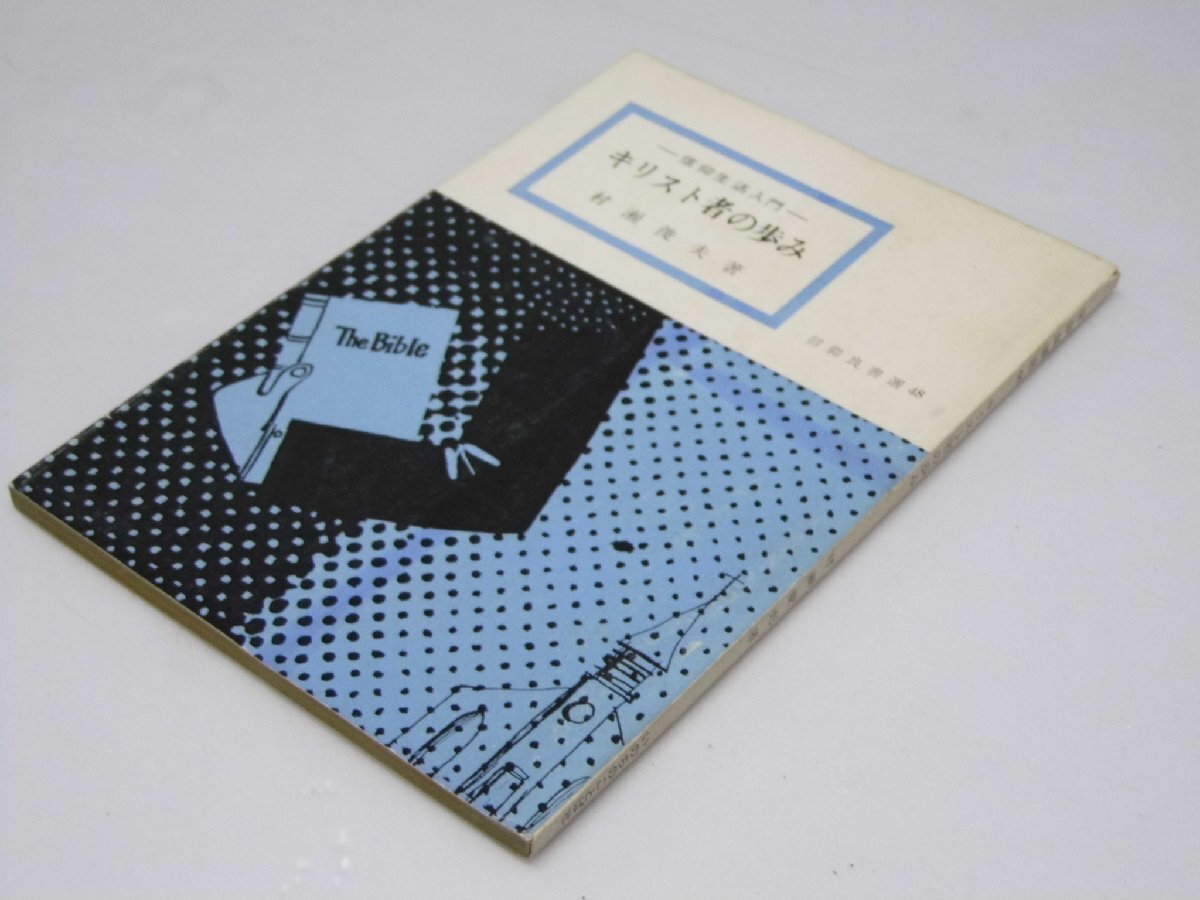 ―信仰生活入門―
キリスト者の歩み
村瀬俊夫著
信仰良書選48
The Bible